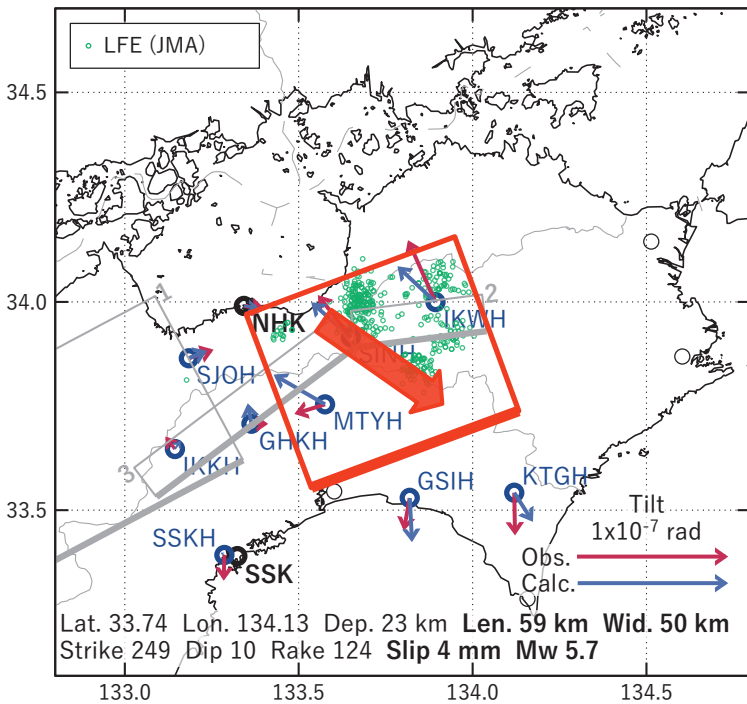 LFE (JMA)
34.5
34.0
33.5
1
2
3
NHK
IKWH
SINH
SJOH
MTYH
GHKH
IKKH
GSIH
KTGH
SSKH
SSK
Tilt
1x10-7 rad
Obs.
Calc.
Lat. 33.74 Lon. 134.13 Dep. 23 km Len. 59 km Wid. 50 km
Strike 249 Dip 10 Rake 124 Slip 4 mm Mw 5.7
133.0 133.5 134.0 134.5